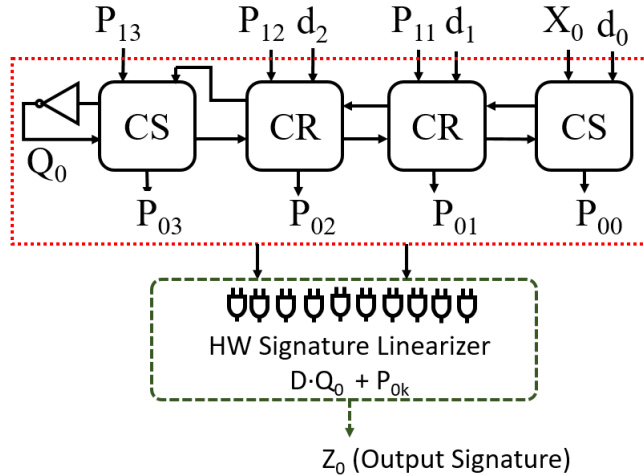 P₁₃ P₁₂ d₂ P₁₁ d₁ X₀ d₀
CS CR CR CS
Q₀
P₀₃ P₀₂ P₀₁ P₀₀
HW Signature Linearizer
D·Q₀ + P₀ₖ
Z₀ (Output Signature)